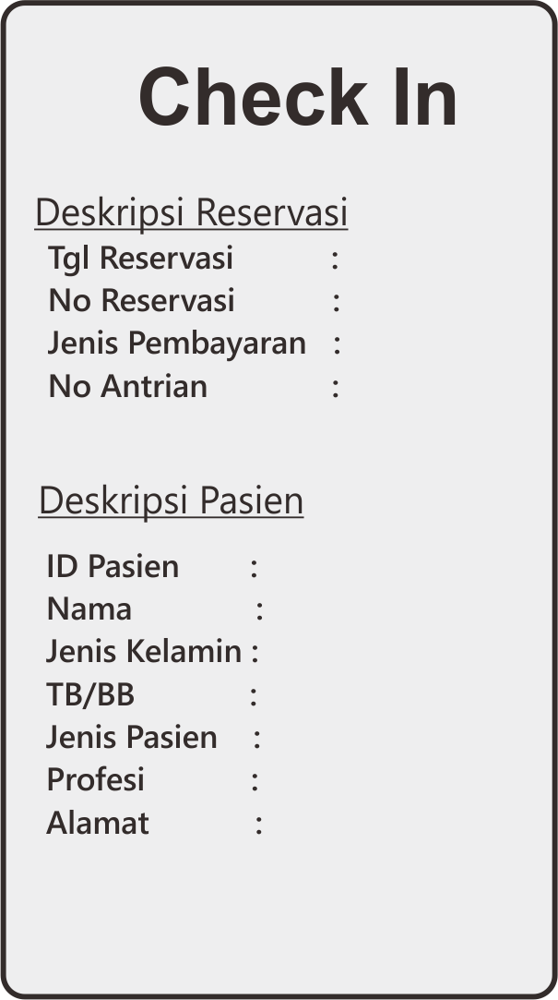 Check In
Deskripsi Reservasi
Tgl Reservasi :
No Reservasi :
Jenis Pembayaran :
No Antrian :
Deskripsi Pasien
ID Pasien :
Nama :
Jenis Kelamin :
TB/BB :
Jenis Pasien :
Profesi :
Alamat :